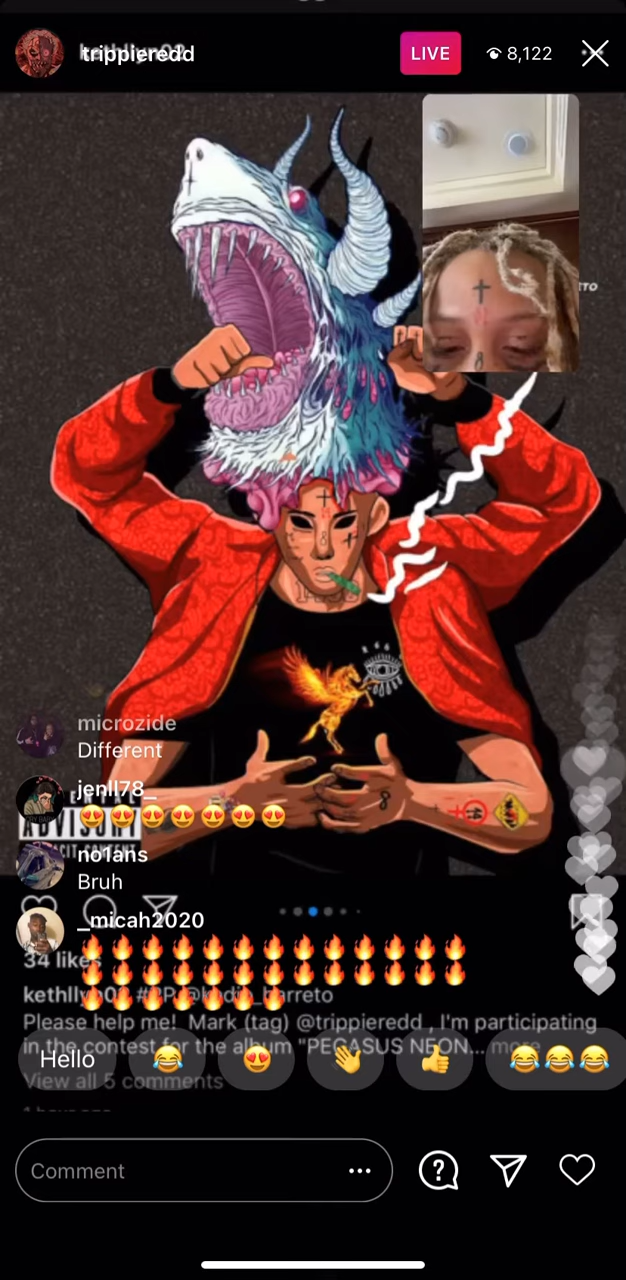 trippieredd
LIVE
8,122
microzide
Different
jenll78_
😍😍😍😍😍😍😍
ADVISORY
no1ans
Bruh
_micah2020
🔥🔥🔥🔥🔥🔥🔥🔥🔥🔥🔥🔥🔥
🔥🔥🔥🔥🔥🔥🔥🔥🔥🔥🔥🔥🔥
🔥🔥🔥🔥🔥🔥🔥
34 likes
Please help me! Mark (tag) @trippieredd , I'm participating
in the contest for the album "PEGASUS NEON... more
Hello 😂 😍 👋 👍 😂😂😂
View all 5 comments
Comment